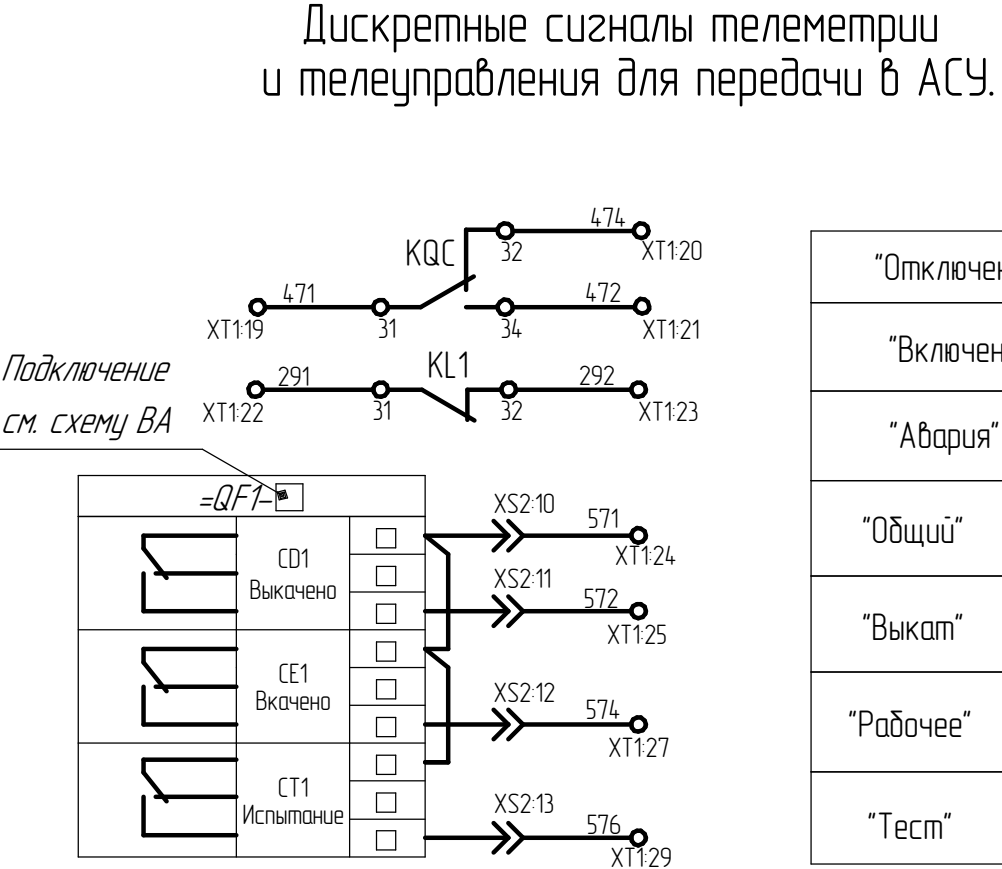 Дискретные сигналы телеметрии
и телеуправления для передачи в АСУ.
474
KQC
32
XT1:20
471
472
XT1:19
31
34
XT1:21
KL1
291
292
XT1:22
31
32
XT1:23
Подключение
см. схему ВА
=QF1-
CD1
Выкачено
CE1
Вкачено
CT1
Испытание
XS2:10
571
XT1:24
XS2:11
572
XT1:25
XS2:12
574
XT1:27
XS2:13
576
XT1:29
"Отключен
"Включен
"Авария"
"Общий"
"Выкат"
"Рабочее"
"Тест"